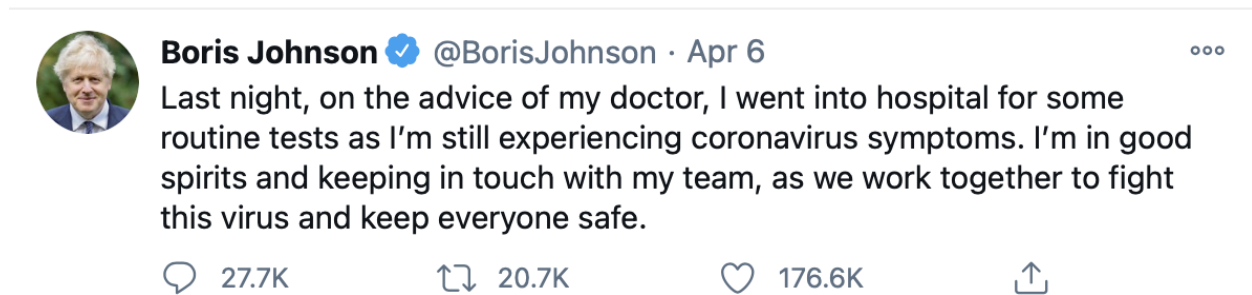 Boris Johnson @BorisJohnson · Apr 6
Last night, on the advice of my doctor, I went into hospital for some
routine tests as I’m still experiencing coronavirus symptoms. I’m in good
spirits and keeping in touch with my team, as we work together to fight
this virus and keep everyone safe.
27.7K 20.7K 176.6K